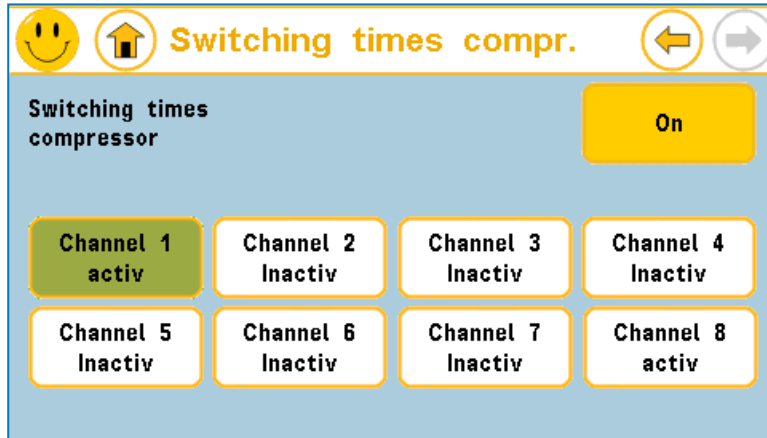 Switching times compr.
Switching times
compressor
On
Channel 1
activ
Channel 2
Inactiv
Channel 3
Inactiv
Channel 4
Inactiv
Channel 5
Inactiv
Channel 6
Inactiv
Channel 7
Inactiv
Channel 8
activ